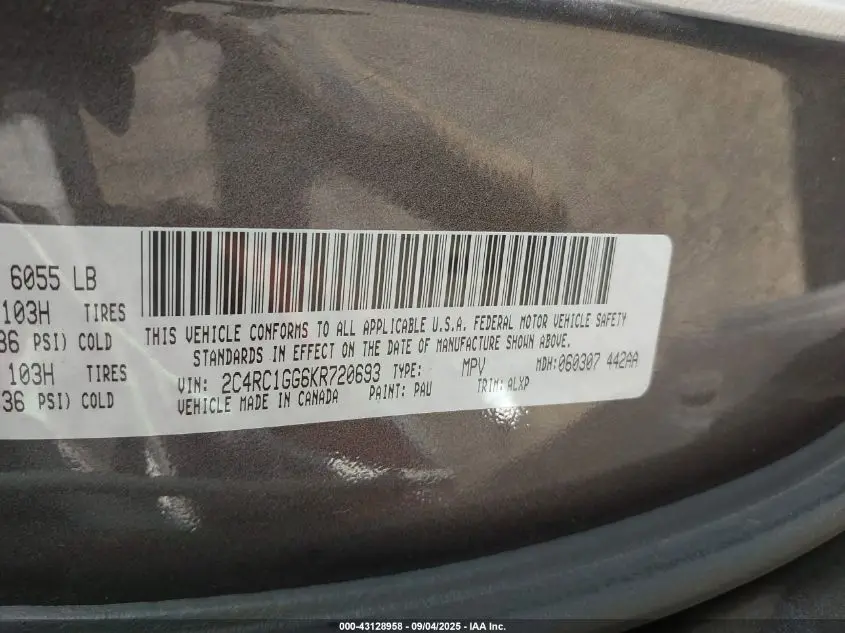 6055 LB
103H TIRES
36 PSI) COLD
103H TIRES
36 PSI) COLD
THIS VEHICLE CONFORMS TO ALL APPLICABLE U.S.A. FEDERAL MOTOR VEHICLE SAFETY
STANDARDS IN EFFECT ON THE DATE OF MANUFACTURE SHOWN ABOVE.
VIN: 2C4RC1GG6KR720693 TYPE: MPV MDH:060307 442AA
VEHICLE MADE IN CANADA PAINT: PAU TRIM:ALXP
000-43128958 - 09/04/2025 - IAA Inc.